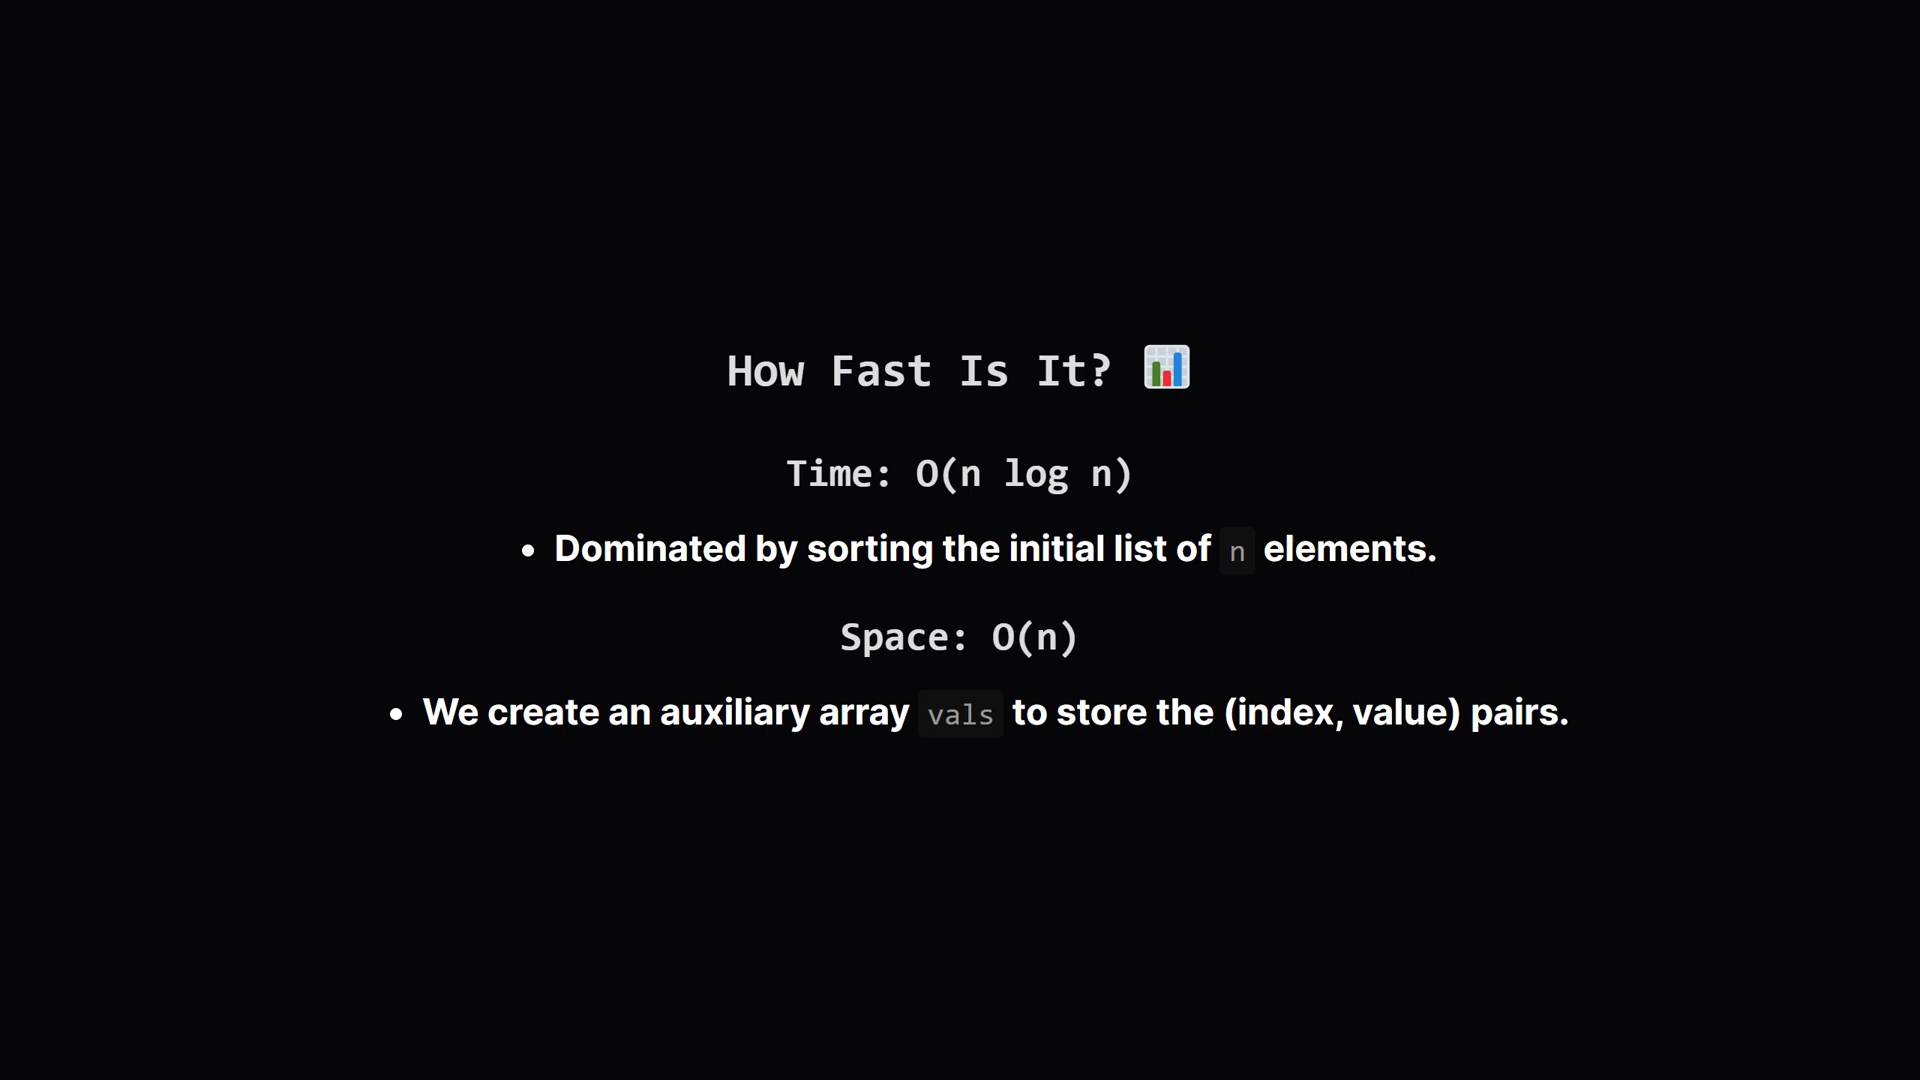 How Fast Is It? 📊
Time: O(n log n)
• Dominated by sorting the initial list of n elements.
Space: O(n)
• We create an auxiliary array vals to store the (index, value) pairs.